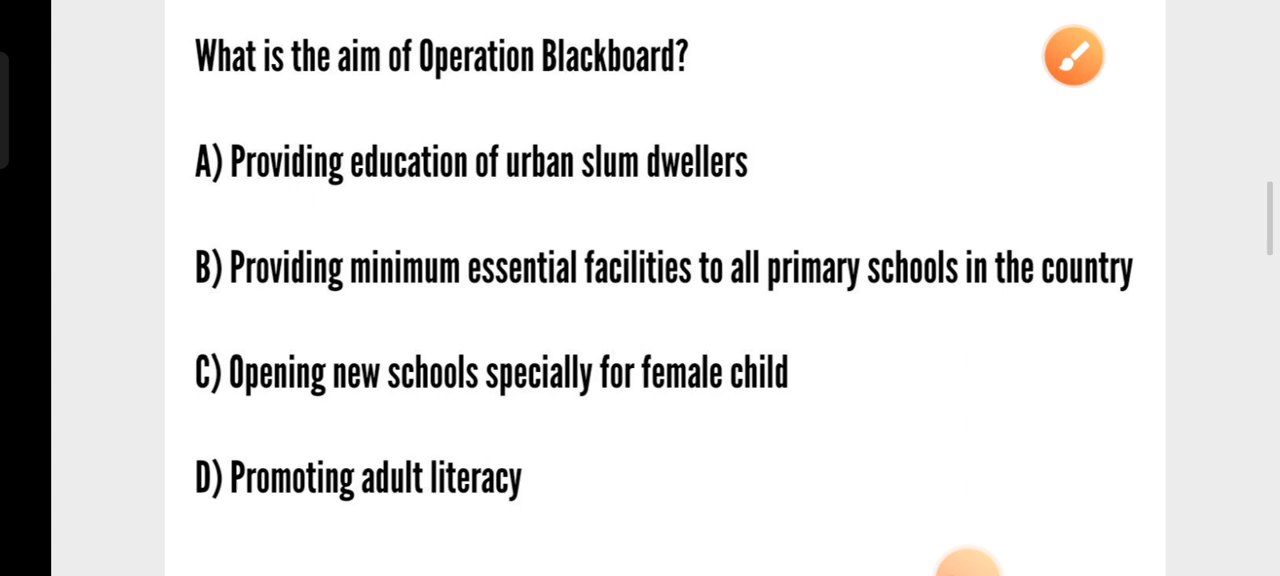 What is the aim of Operation Blackboard?
A) Providing education of urban slum dwellers
B) Providing minimum essential facilities to all primary schools in the country
C) Opening new schools specially for female child
D) Promoting adult literacy